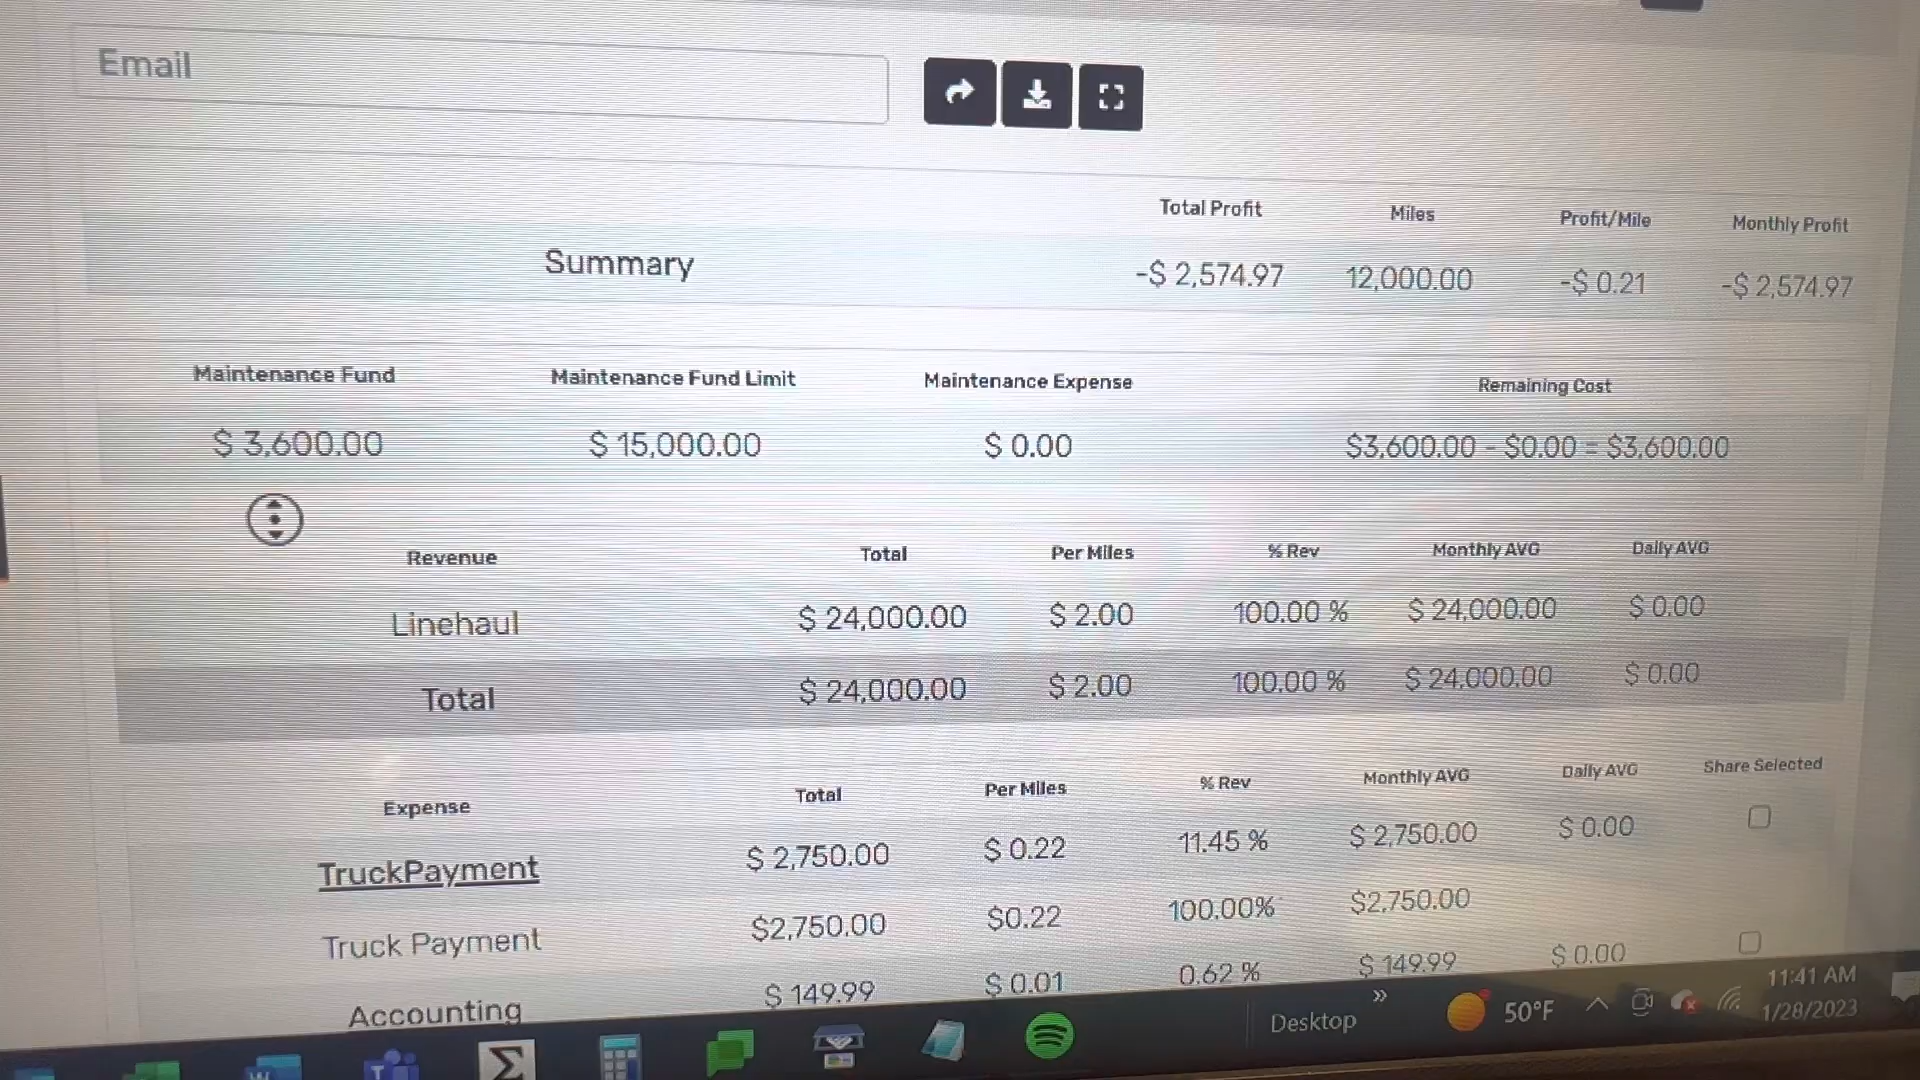 Email
Total Profit Miles Profit/Mile Monthly Profit
Summary -$ 2,574.97 12,000.00 -$ 0.21 -$ 2,574.97
Maintenance Fund Maintenance Fund Limit Maintenance Expense Remaining Cost
$ 3,600.00 $ 15,000.00 $ 0.00 $3,600.00 - $0.00 = $3,600.00
Revenue Total Per Miles % Rev Monthly AVG Daily AVG
Linehaul $ 24,000.00 $ 2.00 100.00 % $ 24,000.00 $ 0.00
Total $ 24,000.00 $ 2.00 100.00 % $ 24,000.00 $ 0.00
Expense Total Per Miles % Rev Monthly AVG Daily AVG Share Selected
TruckPayment $ 2,750.00 $ 0.22 11.45 % $ 2,750.00 $ 0.00
Truck Payment $2,750.00 $0.22 100.00% $2,750.00
Accounting $ 149.99 $ 0.01 0.62 % $ 149.99 $ 0.00
Desktop » 50°F 11:41 AM
1/28/2023